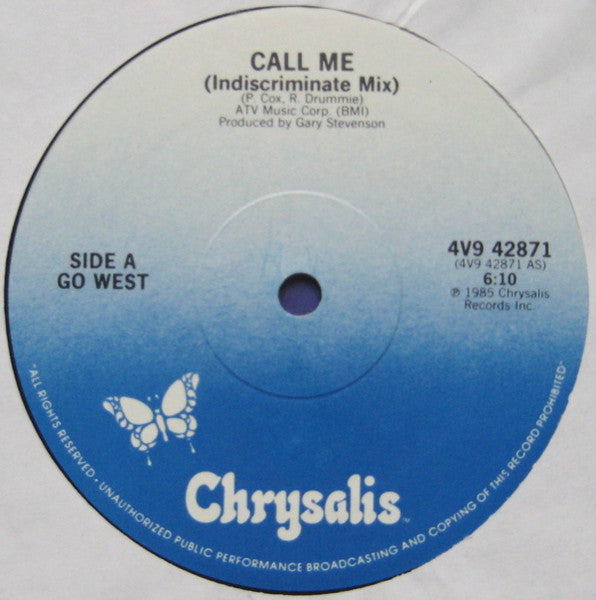 CALL ME
(Indiscriminate Mix)
(P. Cox, R. Drummie)
ATV Music Corp. (BMI)
Produced by Gary Stevenson
SIDE A
GO WEST
4V9 42871
(4V9 42871 AS)
6:10
℗ 1985 Chrysalis
Records Inc.
Chrysalis™
"ALL RIGHTS RESERVED • UNAUTHORIZED PUBLIC PERFORMANCE BROADCASTING AND COPYING OF THIS RECORD PROHIBITED"